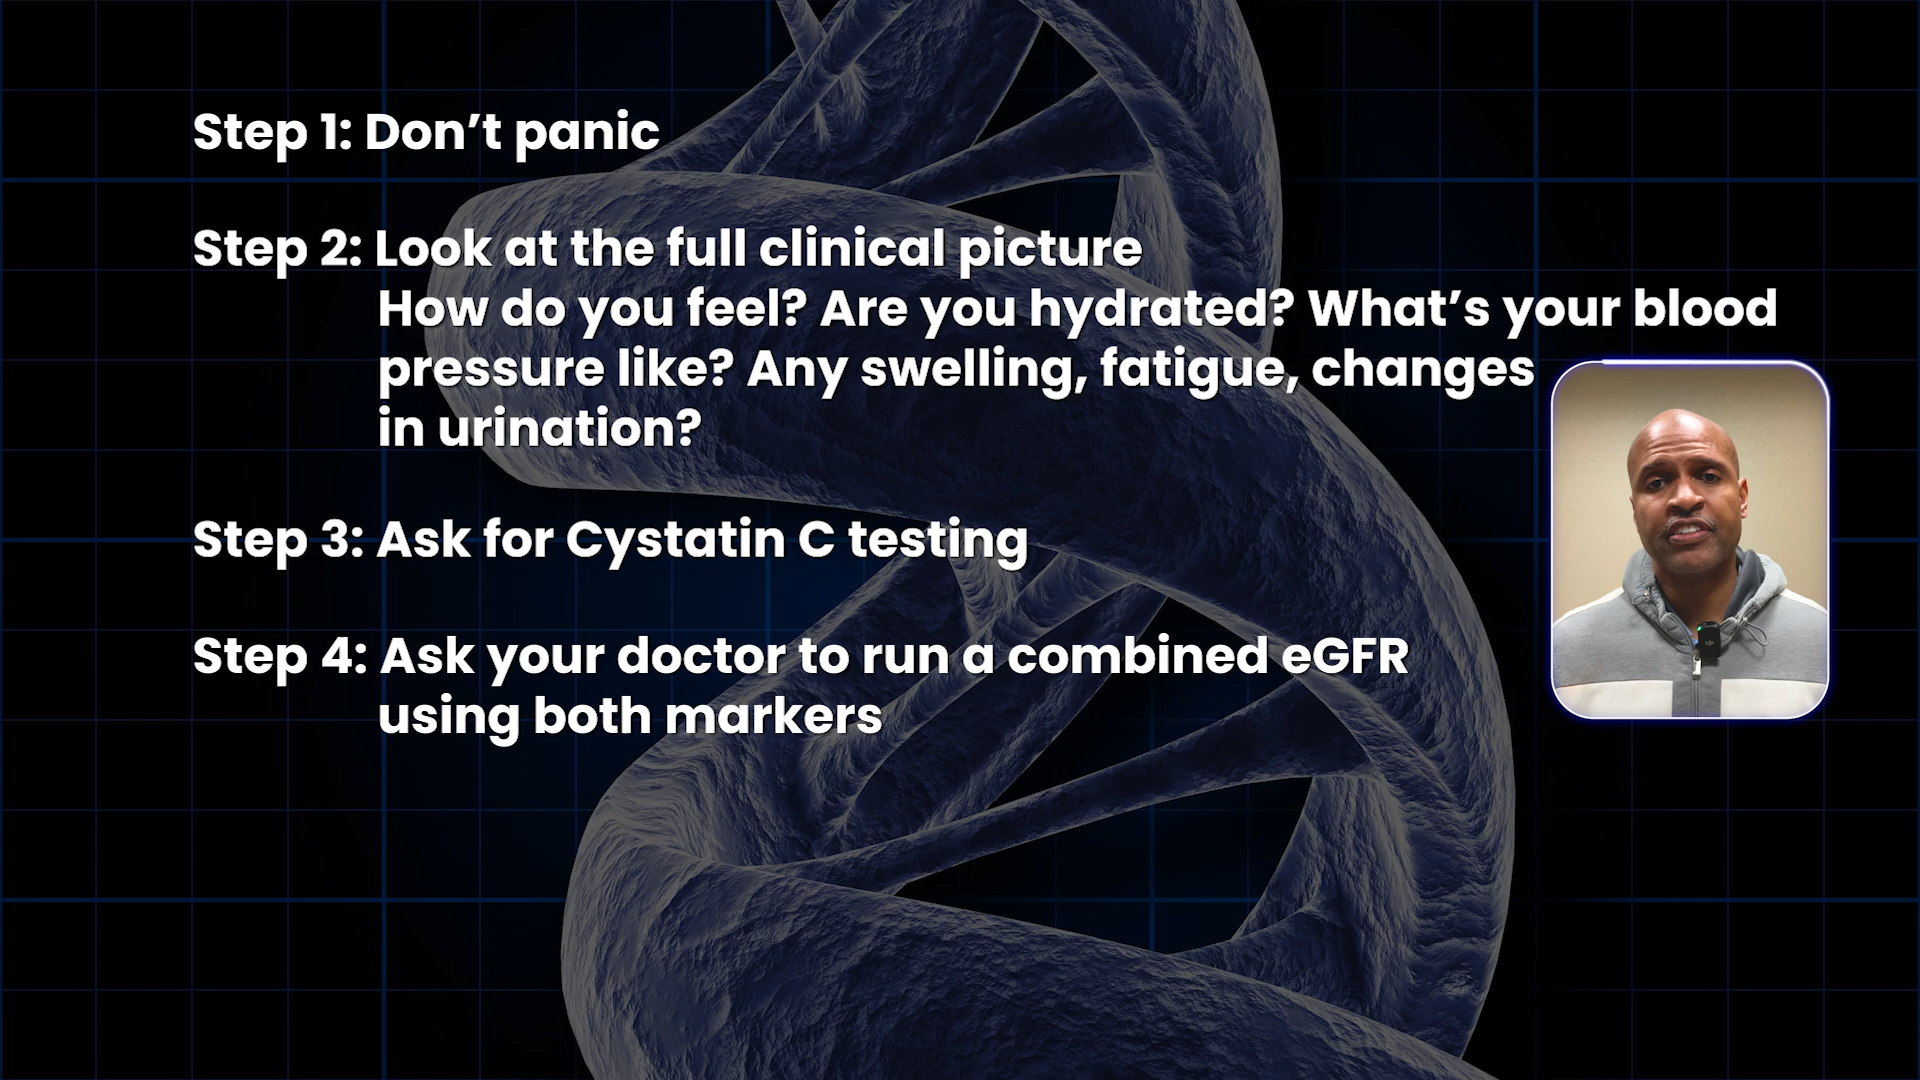 Step 1: Don’t panic
Step 2: Look at the full clinical picture
How do you feel? Are you hydrated? What’s your blood
pressure like? Any swelling, fatigue, changes
in urination?
Step 3: Ask for Cystatin C testing
Step 4: Ask your doctor to run a combined eGFR
using both markers